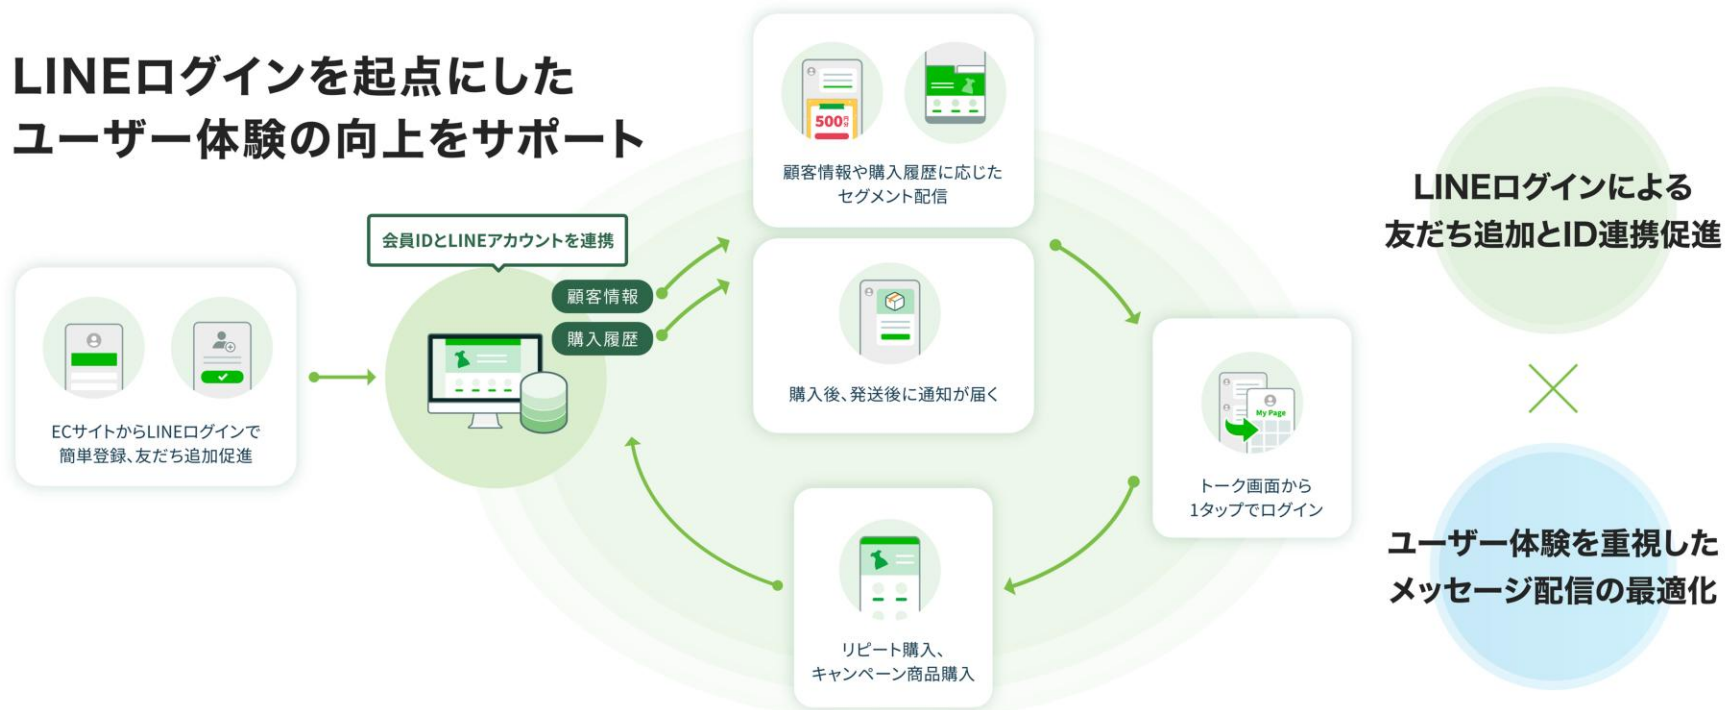 LINEログインを起点にした
ユーザー体験の向上をサポート
ECサイトからLINEログインで
簡単登録、友だち追加促進
会員IDとLINEアカウントを連携
顧客情報
購入履歴
500円分
顧客情報や購入履歴に応じた
セグメント配信
購入後、発送後に通知が届く
My Page
トーク画面から
1タップでログイン
リピート購入、
キャンペーン商品購入
LINEログインによる
友だち追加とID連携促進
ユーザー体験を重視した
メッセージ配信の最適化